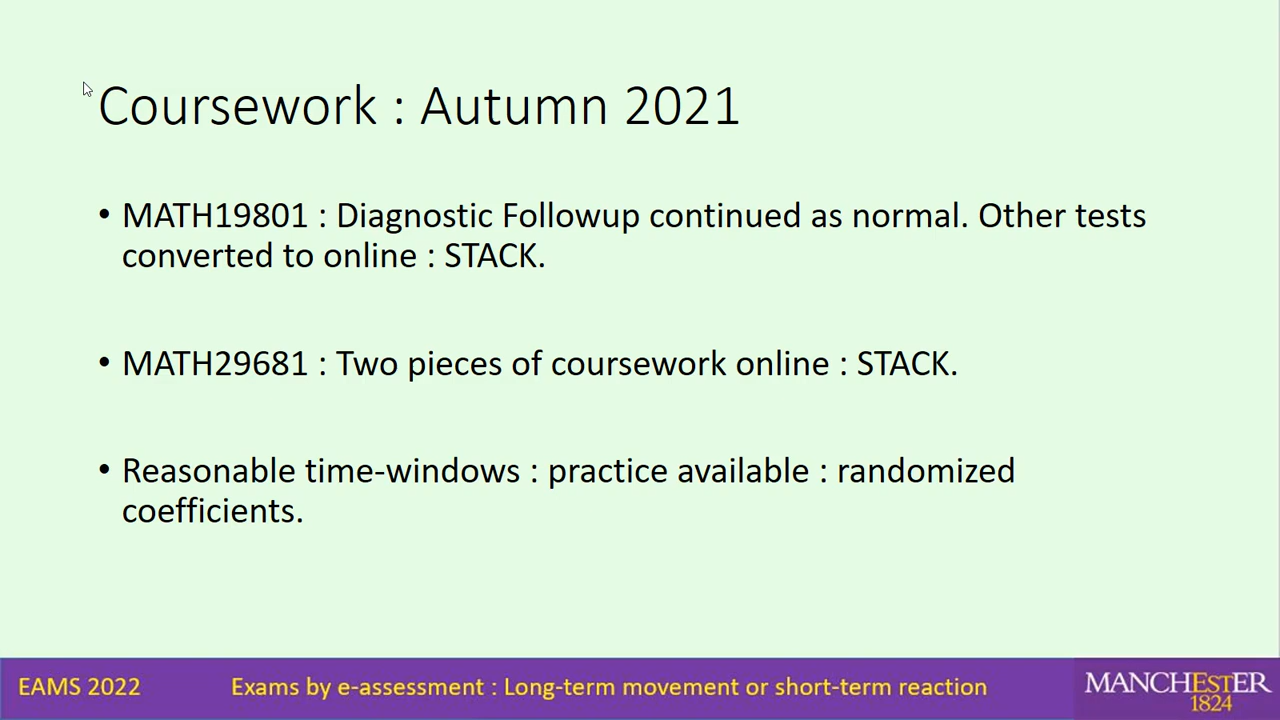 Coursework : Autumn 2021
• MATH19801 : Diagnostic Followup continued as normal. Other tests
converted to online : STACK.
• MATH29681 : Two pieces of coursework online : STACK.
• Reasonable time-windows : practice available : randomized
coefficients.
EAMS 2022 Exams by e-assessment : Long-term movement or short-term reaction
MANCHESTER
1824